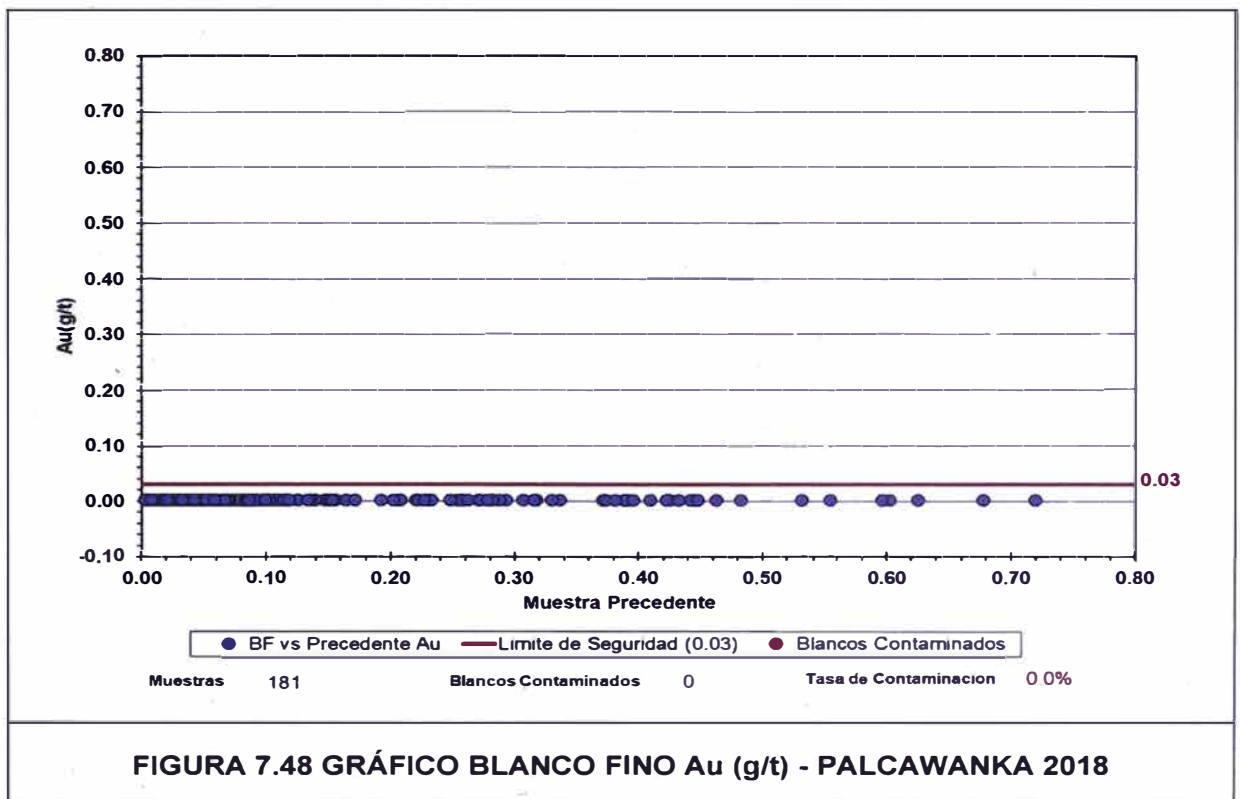 0.80
0.70
0.60
0.50
0.40
0.30
0.20
0.10
0.00
-0.10
Au(g/t)
0.03
0.00 0.10 0.20 0.30 0.40 0.50 0.60 0.70 0.80
Muestra Precedente
BF vs Precedente Au Limite de Seguridad (0.03) Blancos Contaminados
Muestras 181 Blancos Contaminados 0 Tasa de Contaminacion 0 0%
FIGURA 7.48 GRÁFICO BLANCO FINO Au (g/t) - PALCAWANKA 2018